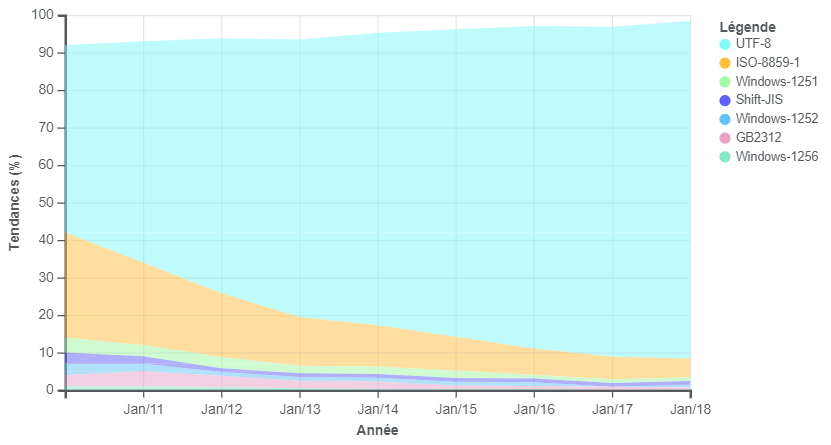 100
90
80
70
60
50
40
30
20
10
0
Tendances (%)
Jan/11 Jan/12 Jan/13 Jan/14 Jan/15 Jan/16 Jan/17 Jan/18
Année
Légende
UTF-8
ISO-8859-1
Windows-1251
Shift-JIS
Windows-1252
GB2312
Windows-1256